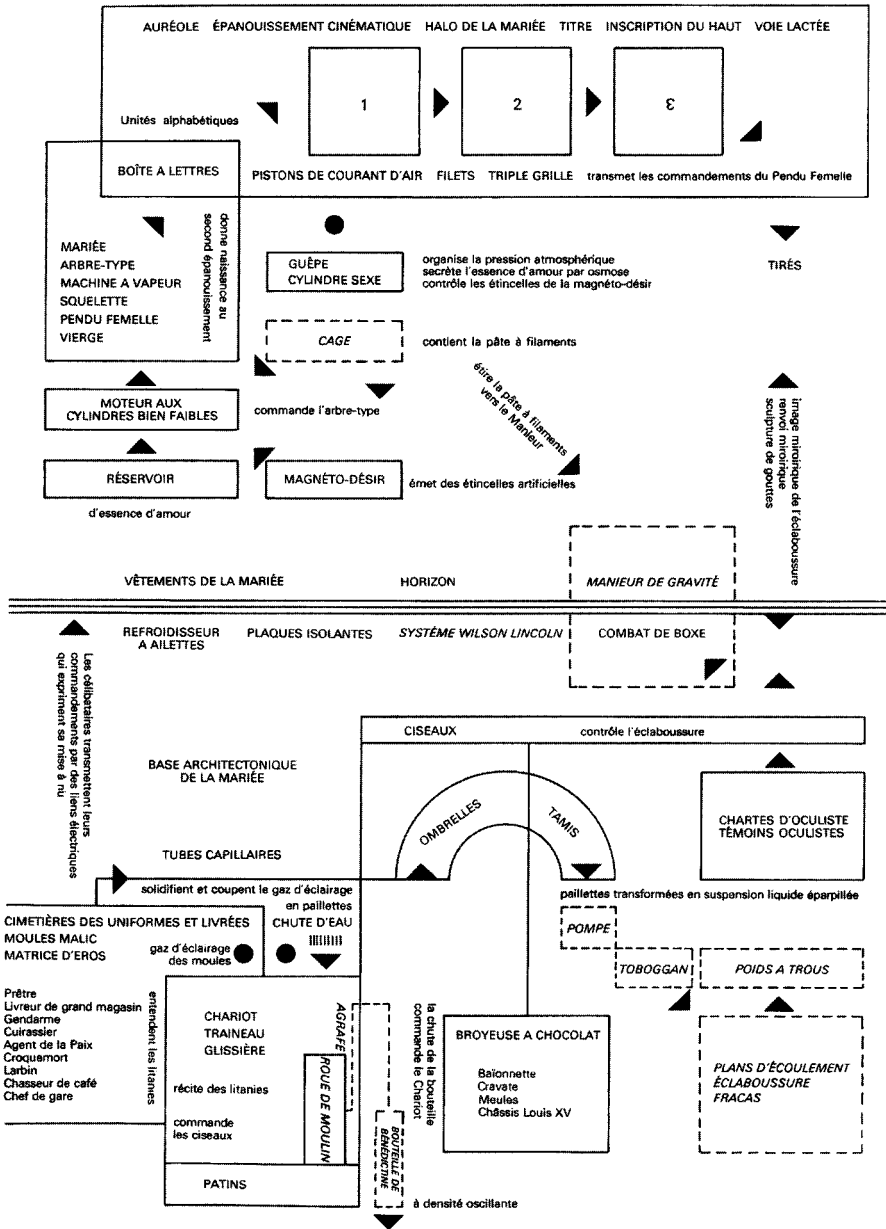 AURÉOLE ÉPANOUISSEMENT CINÉMATIQUE HALO DE LA MARIÉE TITRE INSCRIPTION DU HAUT VOIE LACTÉE
1
2
ε
Unités alphabétiques
BOÎTE A LETTRES
PISTONS DE COURANT D'AIR FILETS TRIPLE GRILLE transmet les commandements du Pendu Femelle
donne naissance au
second épanouissement
MARIÉE
ARBRE-TYPE
MACHINE A VAPEUR
SQUELETTE
PENDU FEMELLE
VIERGE
GUÊPE
CYLINDRE SEXE
organise la pression atmosphérique
secrète l'essence d'amour par osmose
contrôle les étincelles de la magnéto-désir
TIRÉS
CAGE
contient la pâte à filaments
étire la pâte à filaments
vers le Manieur
MOTEUR AUX
CYLINDRES BIEN FAIBLES
commande l'arbre-type
image miroirique de l'éclaboussure
renvoi miroirique
sculpture de gouttes
RÉSERVOIR
MAGNÉTO-DÉSIR
émet des étincelles artificielles
d'essence d'amour
VÊTEMENTS DE LA MARIÉE
HORIZON
MANIEUR DE GRAVITÉ
REFROIDISSEUR
A AILETTES
PLAQUES ISOLANTES
SYSTÉME WILSON LINCOLN
COMBAT DE BOXE
Les célibataires transmettent leurs
commandements par des liens électriques
qui expriment sa mise à nu
CISEAUX
contrôle l'éclaboussure
BASE ARCHITECTONIQUE
DE LA MARIÉE
OMBRELLES
TAMIS
CHARTES D'OCULISTE
TÉMOINS OCULISTES
TUBES CAPILLAIRES
solidifient et coupent le gaz d'éclairage
en paillettes
paillettes transformées en suspension liquide éparpillée
CIMETIÈRES DES UNIFORMES ET LIVRÉES
MOULES MALIC
MATRICE D'EROS
gaz d'éclairage
des moules
CHUTE D'EAU
POMPE
TOBOGGAN
POIDS A TROUS
Prêtre
Livreur de grand magasin
Gendarme
Cuirassier
Agent de la Paix
Croquemort
Larbin
Chasseur de café
Chef de gare
entendent les litanies
CHARIOT
TRAINEAU
GLISSIÈRE
récite des litanies
commande
les ciseaux
AGRAFE
ROUE DE MOULIN
PATINS
la chute de la bouteille
commande le Chariot
BOUTEILLE DE
BÉNÉDICTINE
à densité oscillante
BROYEUSE A CHOCOLAT
Baïonnette
Cravate
Meules
Châssis Louis XV
PLANS D'ÉCOULEMENT
ÉCLABOUSSURE
FRACAS